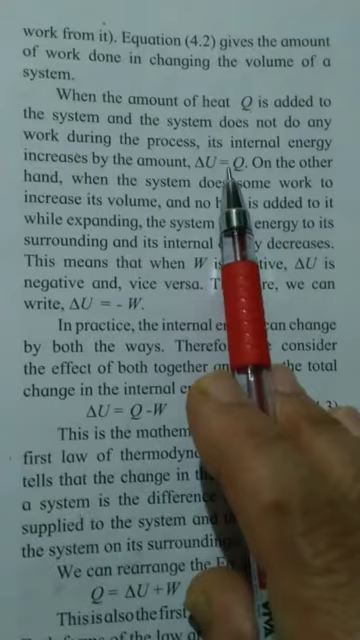 work from it). Equation (4.2) gives the amount
of work done in changing the volume of a
system.
When the amount of heat Q is added to
the system and the system does not do any
work during the process, its internal energy
increases by the amount, ΔU = Q. On the other
hand, when the system does some work to
increase its volume, and no is added to it
while expanding, the system energy to its
surrounding and its internal decreases.
This means that when W is ΔU is
negative and, vice versa. we can
write, ΔU = - W.
In practice, the internal can change
by both the ways. consider
the effect of both together the total
change in the internal
ΔU = Q -W
This is the
first law of
tells that the change in
a system is the difference
supplied to the system and
the system on its surrounding
We can rearrange the
Q = ΔU + W
This is also the first
of the law